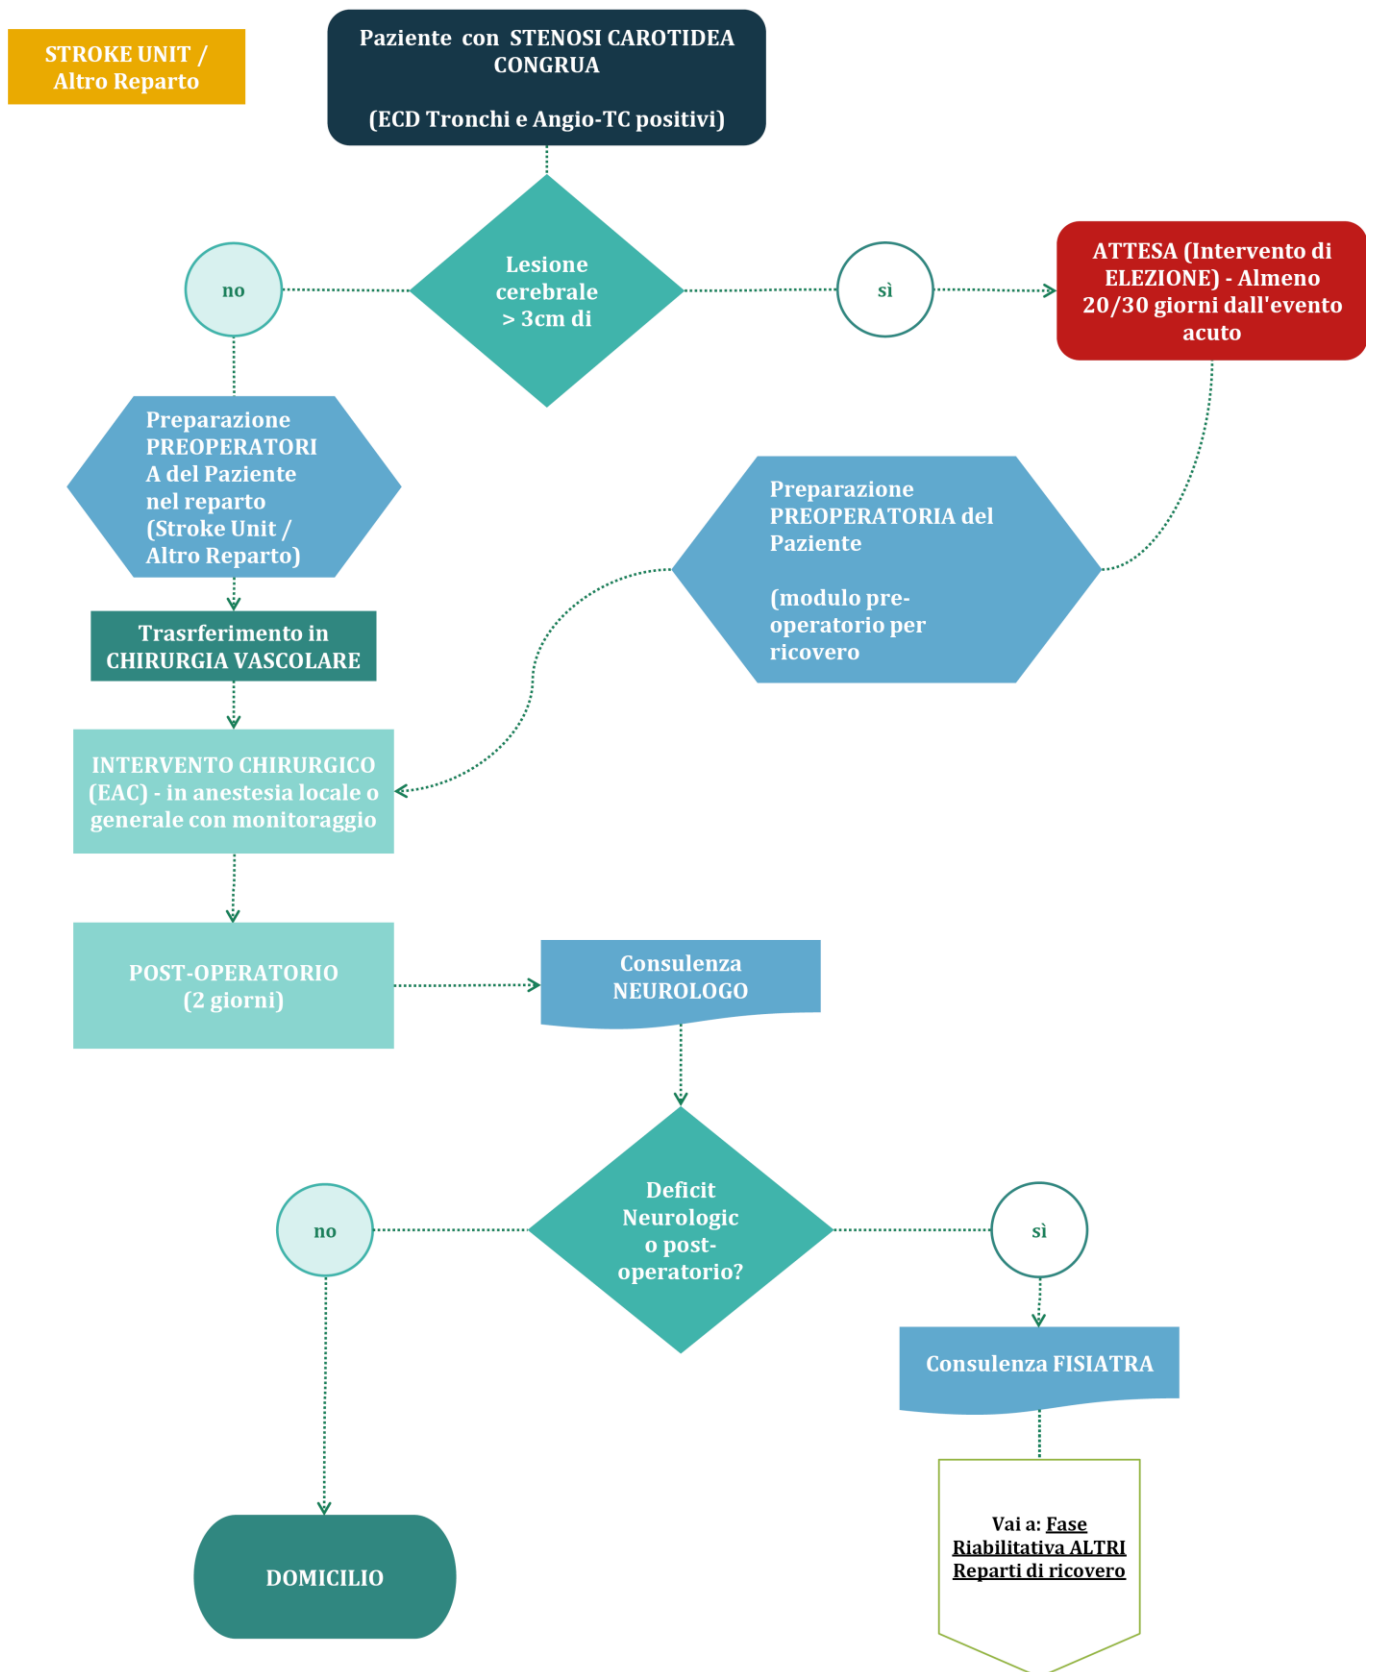 STROKE UNIT /
Altro Reparto
Paziente con STENOSI CAROTIDEA
CONGRUA
(ECD Tronchi e Angio-TC positivi)
Lesione
cerebrale
> 3cm di
no
sì
ATTESA (Intervento di
ELEZIONE) - Almeno
20/30 giorni dall'evento
acuto
Preparazione
PREOPERATORI
A del Paziente
nel reparto
(Stroke Unit /
Altro Reparto)
Preparazione
PREOPERATORIA del
Paziente
(modulo pre-
operatorio per
ricovero
Trasrferimento in
CHIRURGIA VASCOLARE
INTERVENTO CHIRURGICO
(EAC) - in anestesia locale o
generale con monitoraggio
POST-OPERATORIO
(2 giorni)
Consulenza
NEUROLOGO
Deficit
Neurologic
o post-
operatorio?
no
sì
Consulenza FISIATRA
Vai a: Fase
Riabilitativa ALTRI
Reparti di ricovero
DOMICILIO